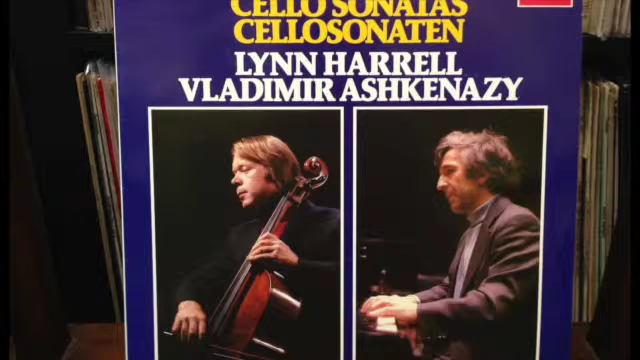 CELLO SONATAS
CELLOSONATEN
LYNN HARRELL
VLADIMIR ASHKENAZY